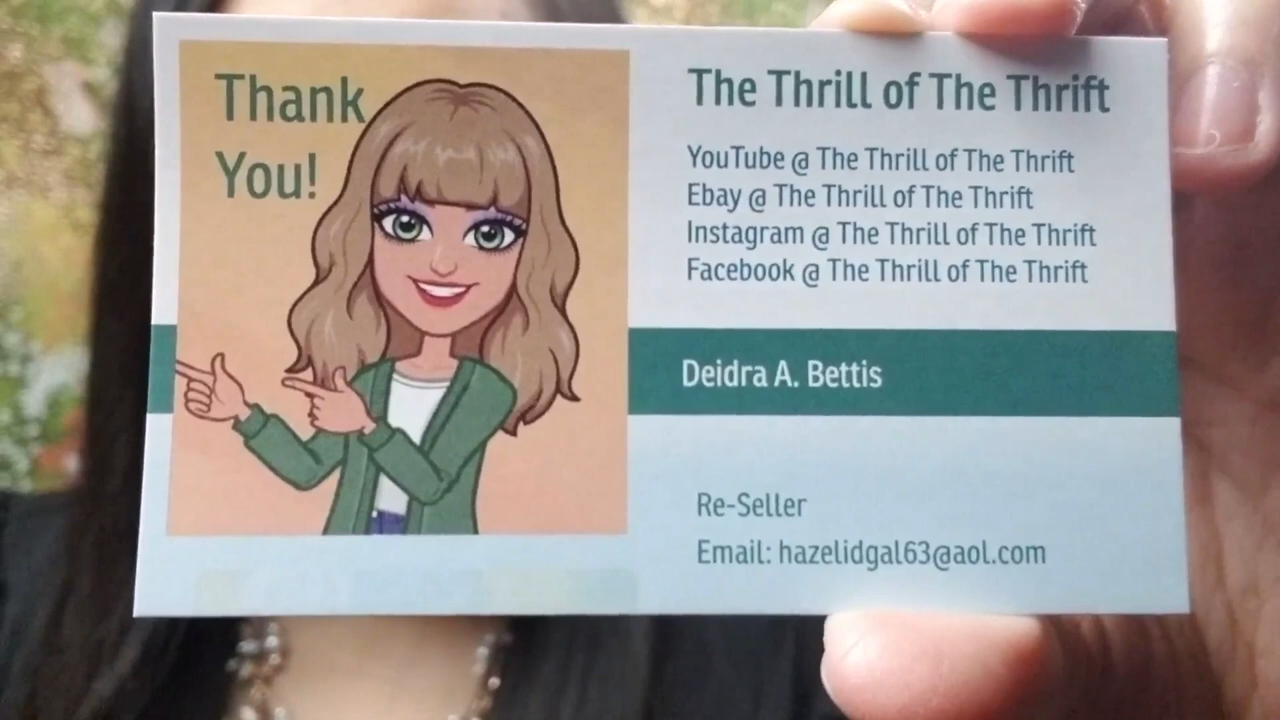 Thank
You!
The Thrill of The Thrift
YouTube @ The Thrill of The Thrift
Ebay @ The Thrill of The Thrift
Instagram @ The Thrill of The Thrift
Facebook @ The Thrill of The Thrift
Deidra A. Bettis
Re-Seller
Email: hazelidgal63@aol.com